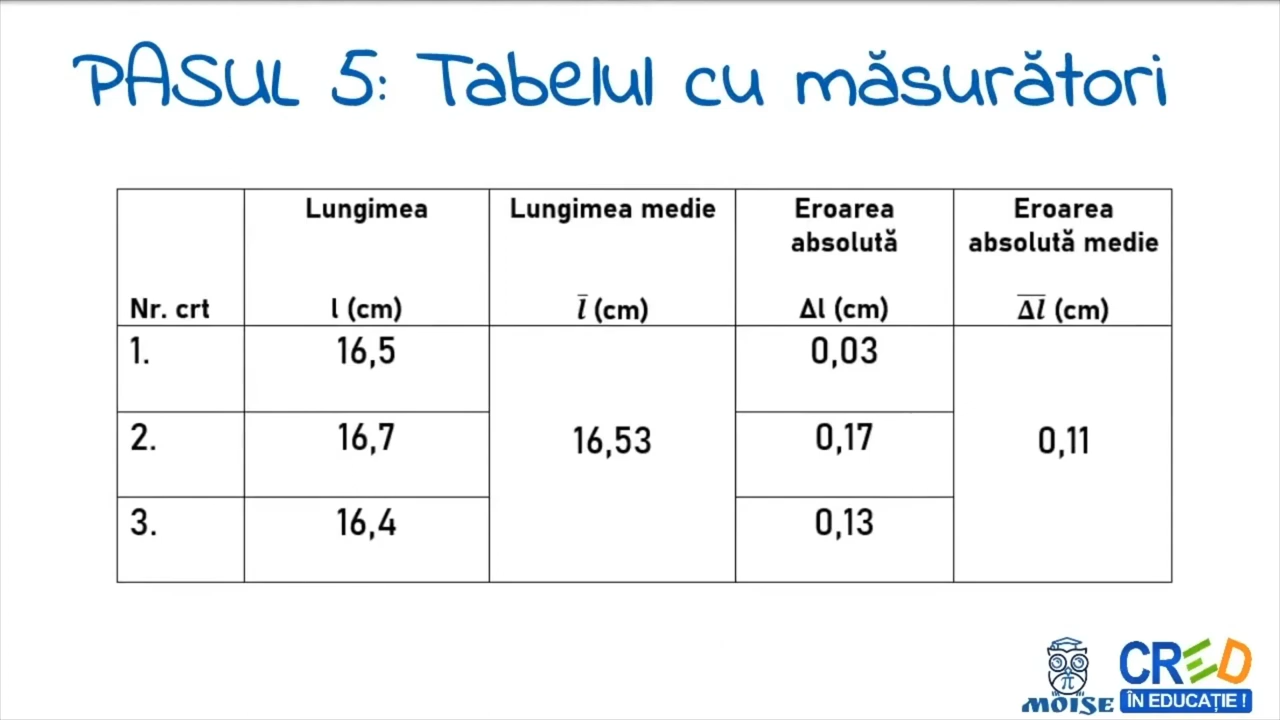 PASUL 5: Tabelul cu măsurători
Nr. crt
Lungimea
l (cm)
Lungimea medie
l̅ (cm)
Eroarea
absolută
Δl (cm)
Eroarea
absolută medie
Δl̅ (cm)
1.
16,5
0,03
2.
16,7
16,53
0,17
0,11
3.
16,4
0,13
π
MOISE
CRED
ÎN EDUCAȚIE !